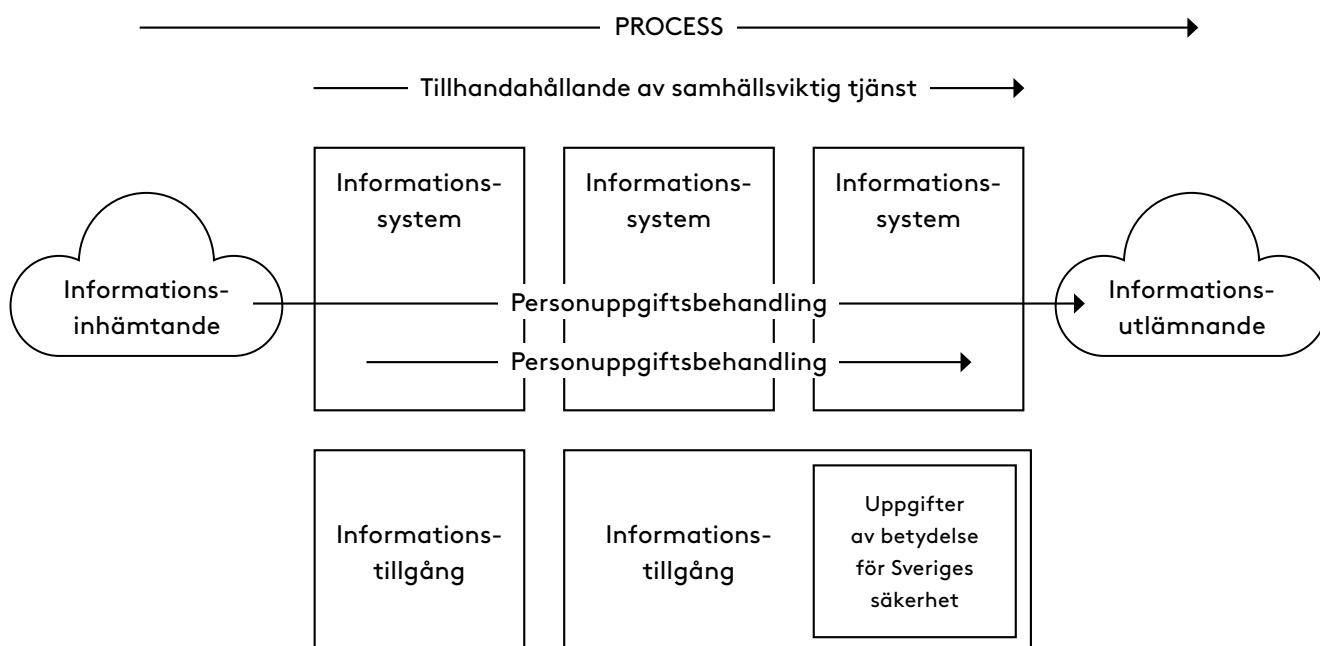 PROCESS
Tillhandahållande av samhällsviktig tjänst
Informations-
system
Informations-
system
Informations-
system
Informations-
inhämtande
Personuppgiftsbehandling
Personuppgiftsbehandling
Informations-
utlämnande
Informations-
tillgång
Informations-
tillgång
Uppgifter
av betydelse
för Sveriges
säkerhet